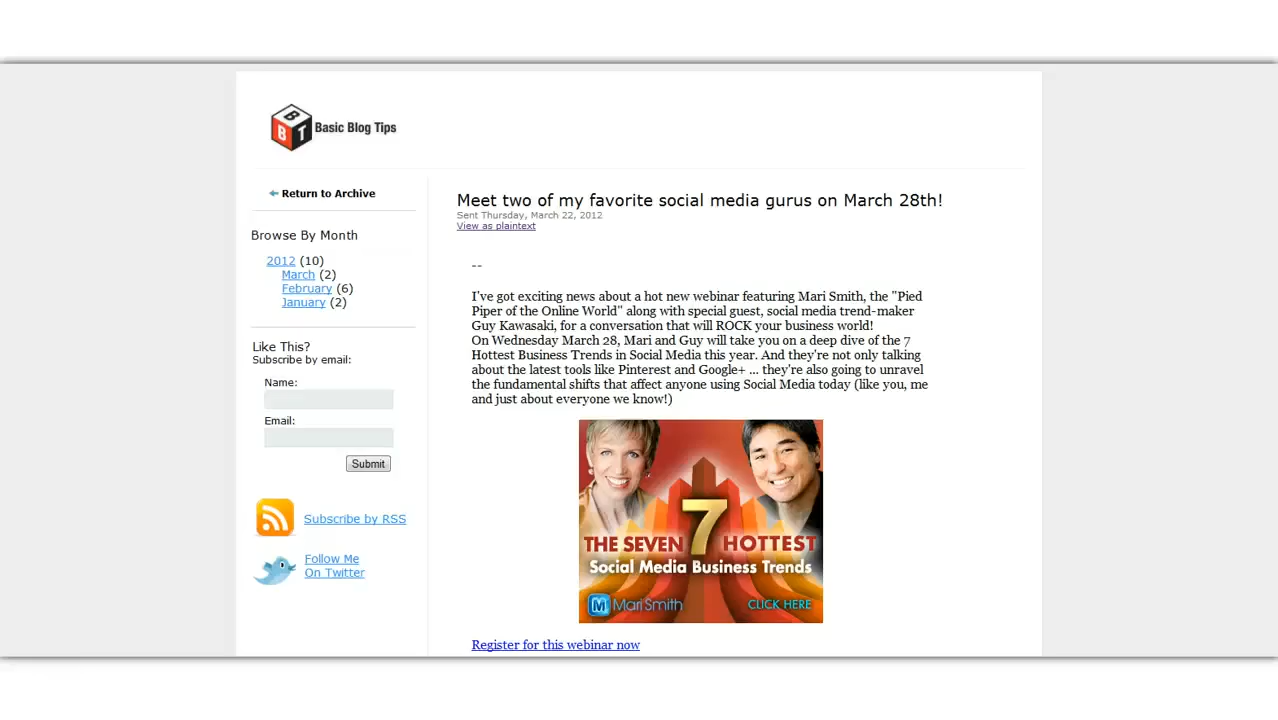 B
B T
Basic Blog Tips
Return to Archive
Browse By Month
2012 (10)
March (2)
February (6)
January (2)
Like This?
Subscribe by email:
Name:
Email:
Submit
Subscribe by RSS
Follow Me
On Twitter
Meet two of my favorite social media gurus on March 28th!
Sent Thursday, March 22, 2012
View as plaintext
--
I've got exciting news about a hot new webinar featuring Mari Smith, the "Pied
Piper of the Online World" along with special guest, social media trend-maker
Guy Kawasaki, for a conversation that will ROCK your business world!
On Wednesday March 28, Mari and Guy will take you on a deep dive of the 7
Hottest Business Trends in Social Media this year. And they're not only talking
about the latest tools like Pinterest and Google+ ... they're also going to unravel
the fundamental shifts that affect anyone using Social Media today (like you, me
and just about everyone we know!)
THE SEVEN 7 HOTTEST
Social Media Business Trends
M Mari Smith CLICK HERE
Register for this webinar now